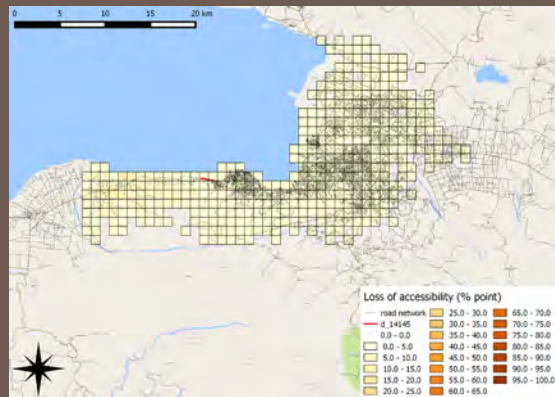 0 5 10 15 20 km
Loss of accessibility (% point)
road network
d_14145
0.0 - 0.0
0.0 - 5.0
5.0 - 10.0
10.0 - 15.0
15.0 - 20.0
20.0 - 25.0
25.0 - 30.0
30.0 - 35.0
35.0 - 40.0
40.0 - 45.0
45.0 - 50.0
50.0 - 55.0
55.0 - 60.0
60.0 - 65.0
65.0 - 70.0
70.0 - 75.0
75.0 - 80.0
80.0 - 85.0
85.0 - 90.0
90.0 - 95.0
95.0 - 100.0